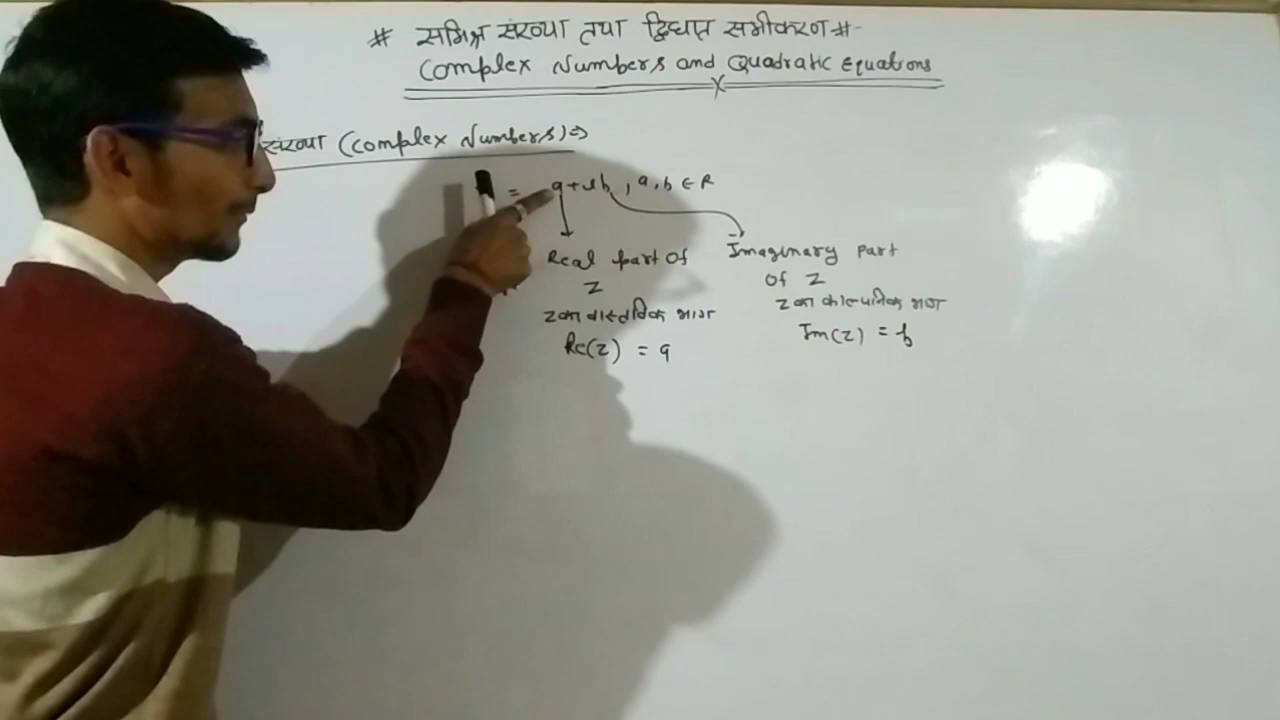 # समिश्र संख्या तथा द्विघात समीकरण #
Complex Numbers and Quadratic Equations
संख्या (Complex Numbers) ⇒
= a+ib, a,b ∈ R
Real part of
Z
Z का वास्तविक भाग
Re(z) = a
Imaginary part
of Z
Z का काल्पनिक भाग
Im(z) = b